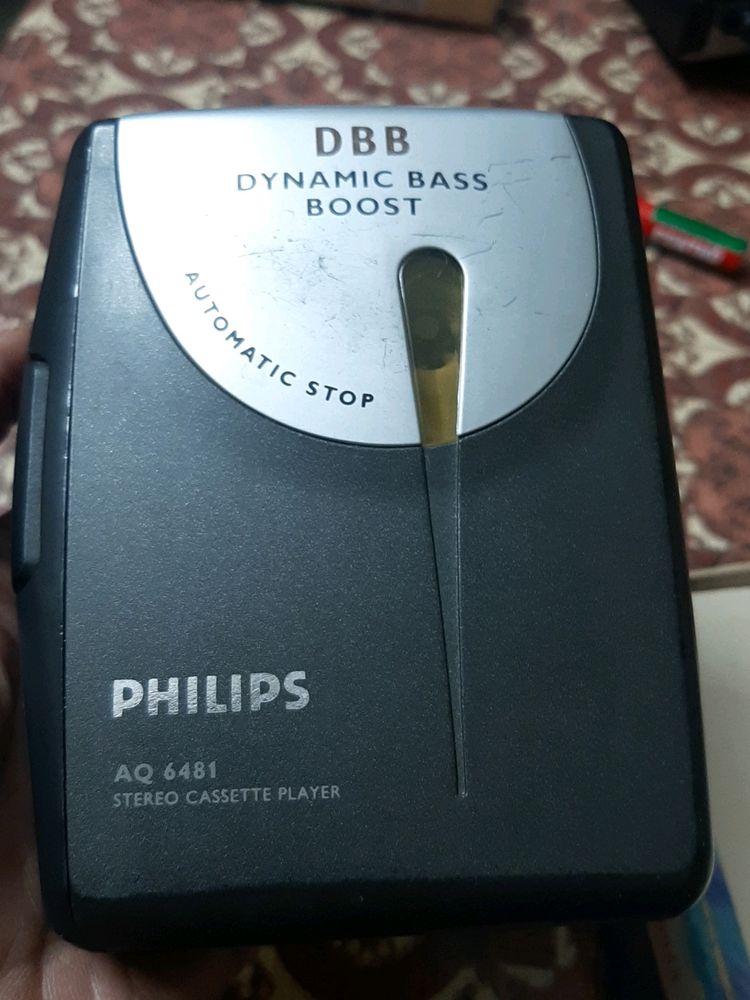 DBB
DYNAMIC BASS
BOOST
AUTOMATIC STOP
PHILIPS
AQ 6481
STEREO CASSETTE PLAYER